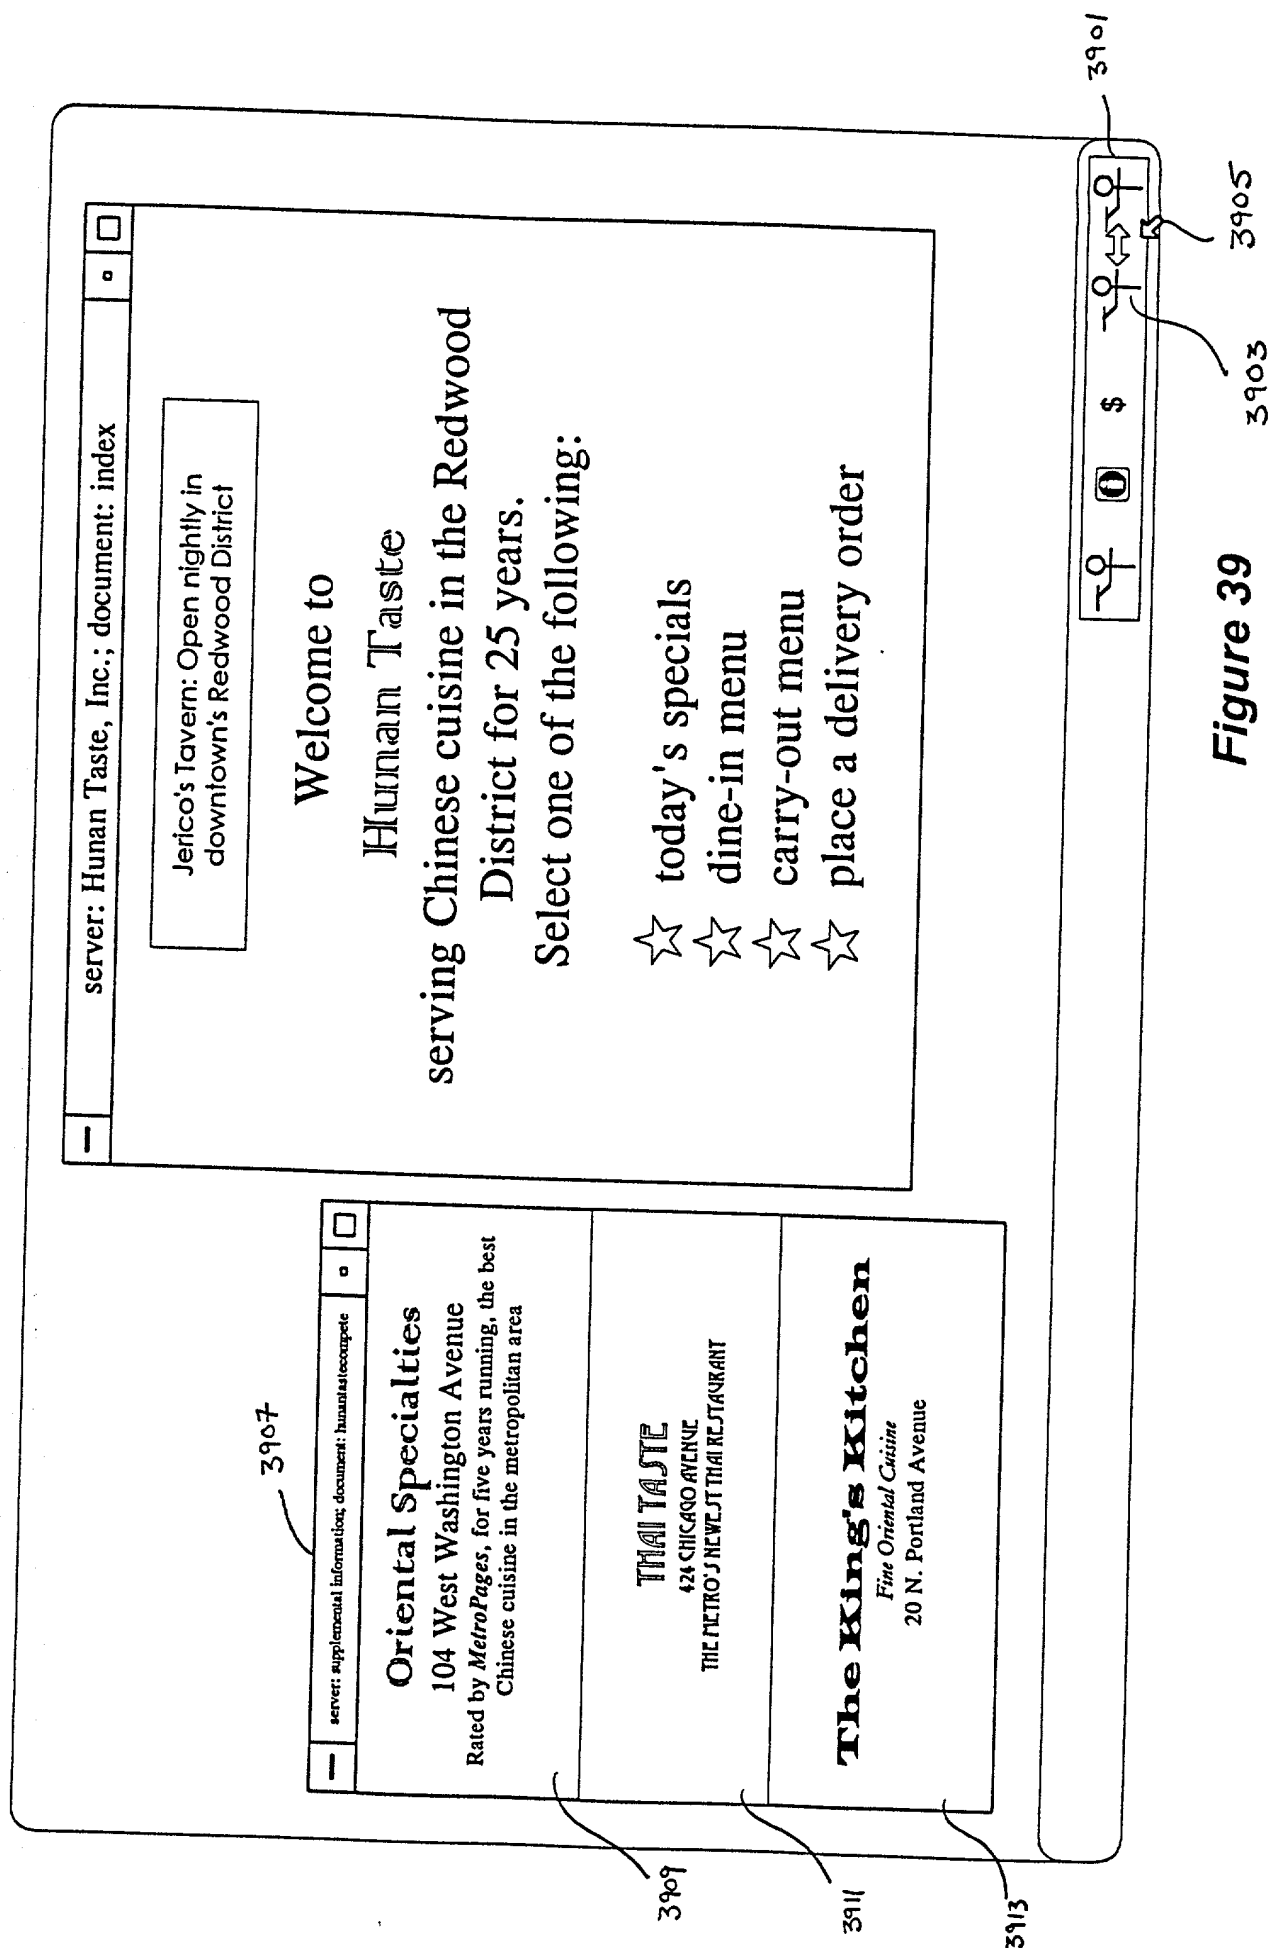 3907
server: supplemental information; document: hunantastecompete
Oriental Specialties
104 West Washington Avenue
Rated by MetroPages, for five years running, the best
Chinese cuisine in the metropolitan area
3909
THAI TASTE
424 CHICAGO AVENUE
THE METRO'S NEWEST THAI RESTAURANT
3911
The King's Kitchen
Fine Oriental Cuisine
20 N. Portland Avenue
3913
server: Hunan Taste, Inc.; document: index
Jerico's Tavern: Open nightly in
downtown's Redwood District
Welcome to
Hunan Taste
serving Chinese cuisine in the Redwood
District for 25 years.
Select one of the following:
today's specials
dine-in menu
carry-out menu
place a delivery order
$
3901
3903
3905
Figure 39